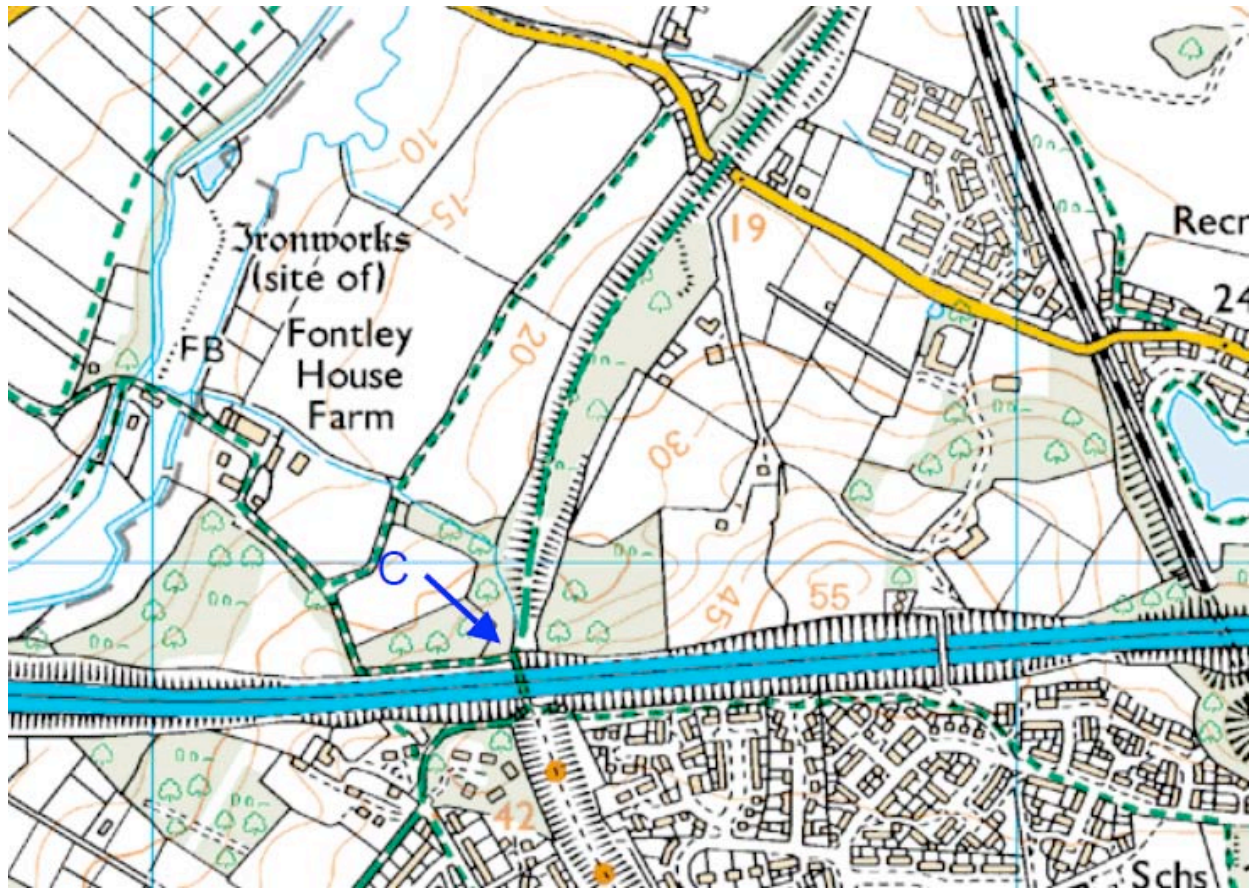 10
15
Ironworks
(site of)
19
Recr
24
FB
Fontley
House
Farm
20
30
C
45
55
42
Schs